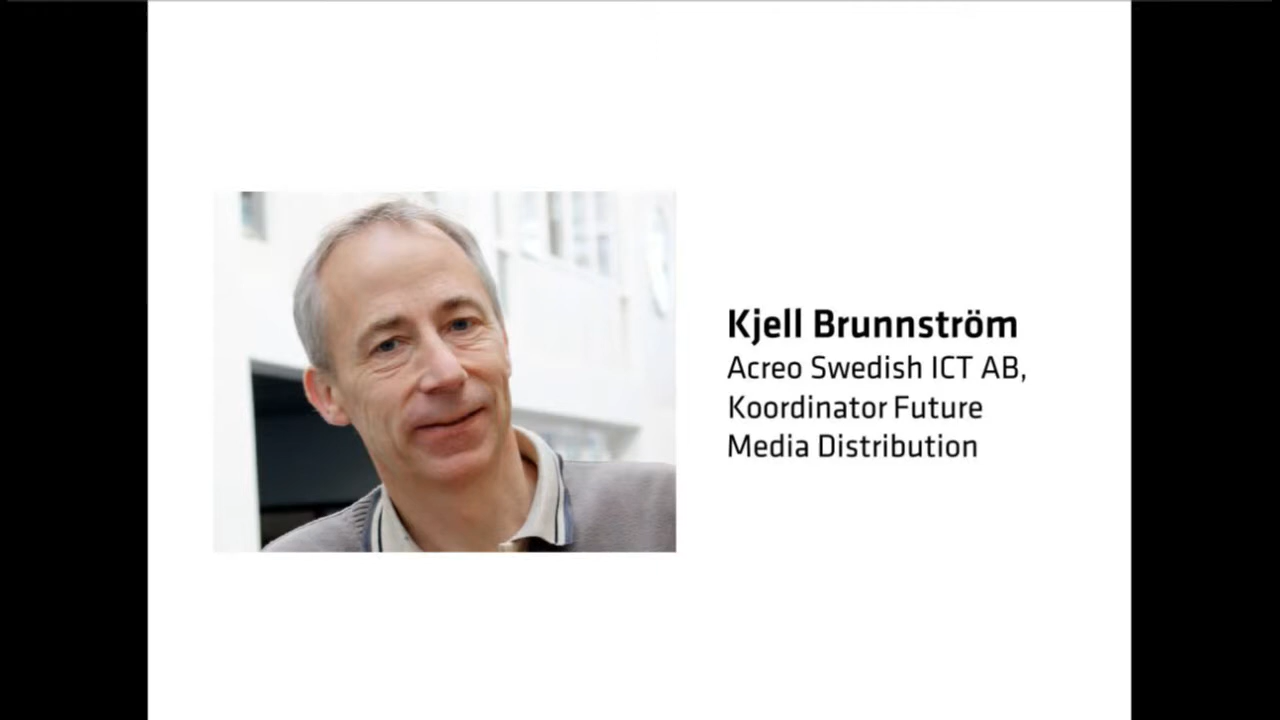 Kjell Brunnström
Acreo Swedish ICT AB,
Koordinator Future
Media Distribution